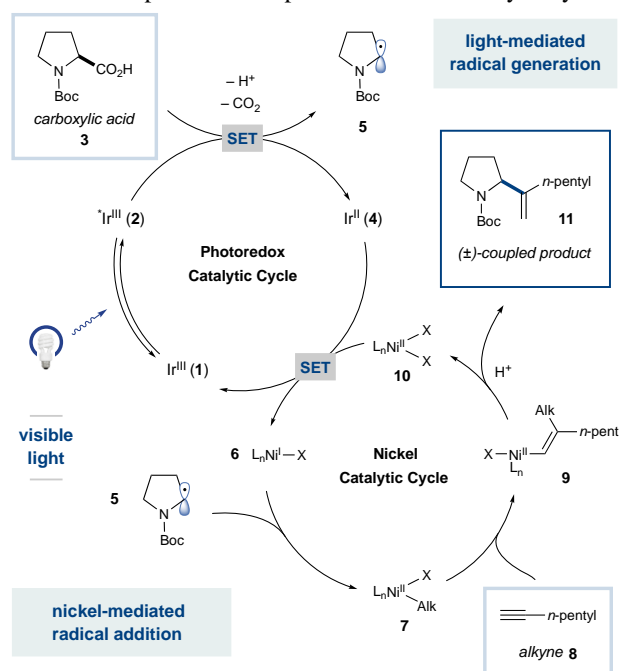 light-mediated
radical generation
N
Boc
CO2H
carboxylic acid
3
– H+
– CO2
SET
N
Boc
5
*IrIII (2)
IrII (4)
Photoredox
Catalytic Cycle
IrIII (1)
N
Boc
n-pentyl
11
(±)-coupled product
LnNiII
X
X
10
SET
H+
visible
light
6 LnNiI X
Nickel
Catalytic Cycle
Alk
n-pent
X NiII
Ln
9
5
N
Boc
LnNiII
X
Alk
7
nickel-mediated
radical addition
n-pentyl
alkyne 8